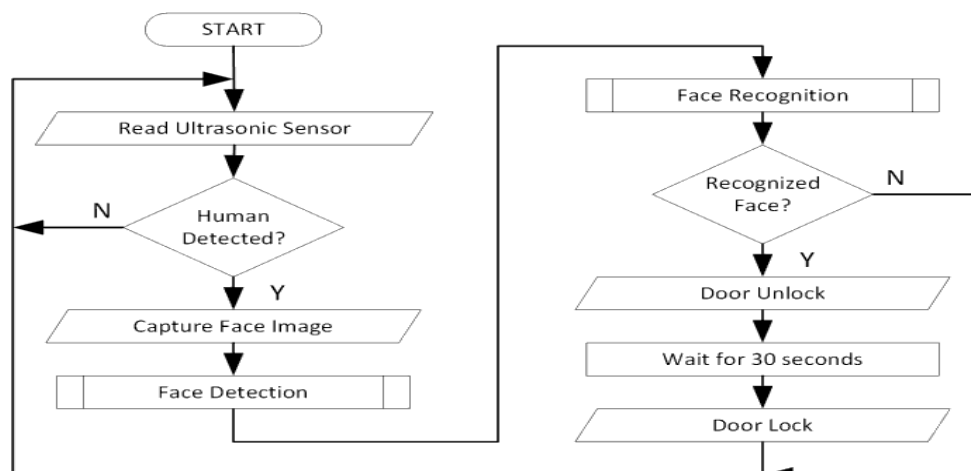 START
Read Ultrasonic Sensor
N
Human
Detected?
Y
Capture Face Image
Face Detection
Face Recognition
Recognized
Face?
N
Y
Door Unlock
Wait for 30 seconds
Door Lock